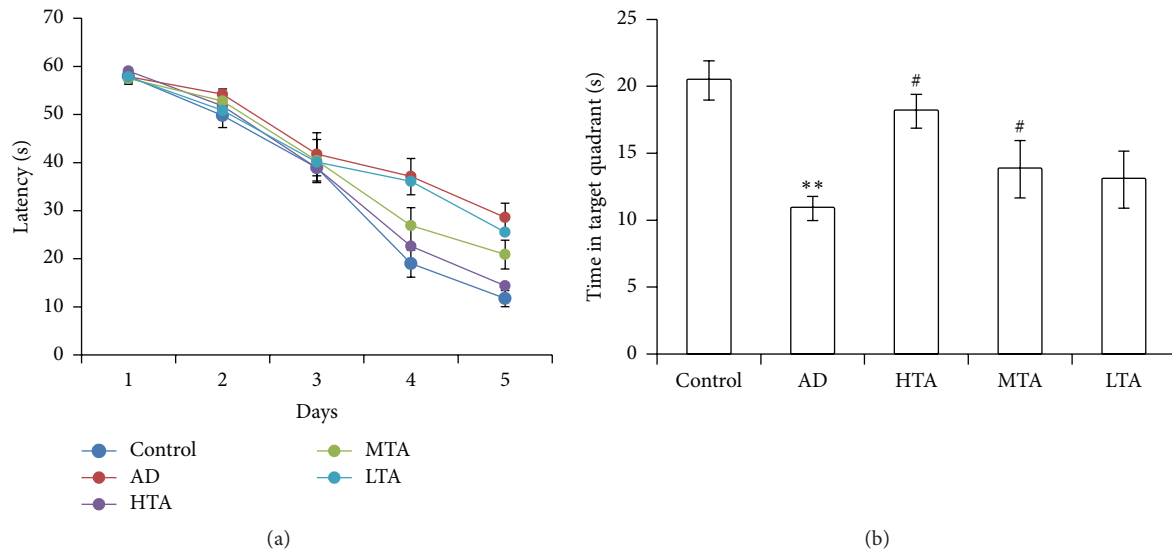 70
60
50
40
30
20
10
0
Latency (s)
1 2 3 4 5
Days
Control
AD
HTA
MTA
LTA
(a)
25
20
15
10
5
0
Time in target quadrant (s)
**
#
#
Control AD HTA MTA LTA
(b)